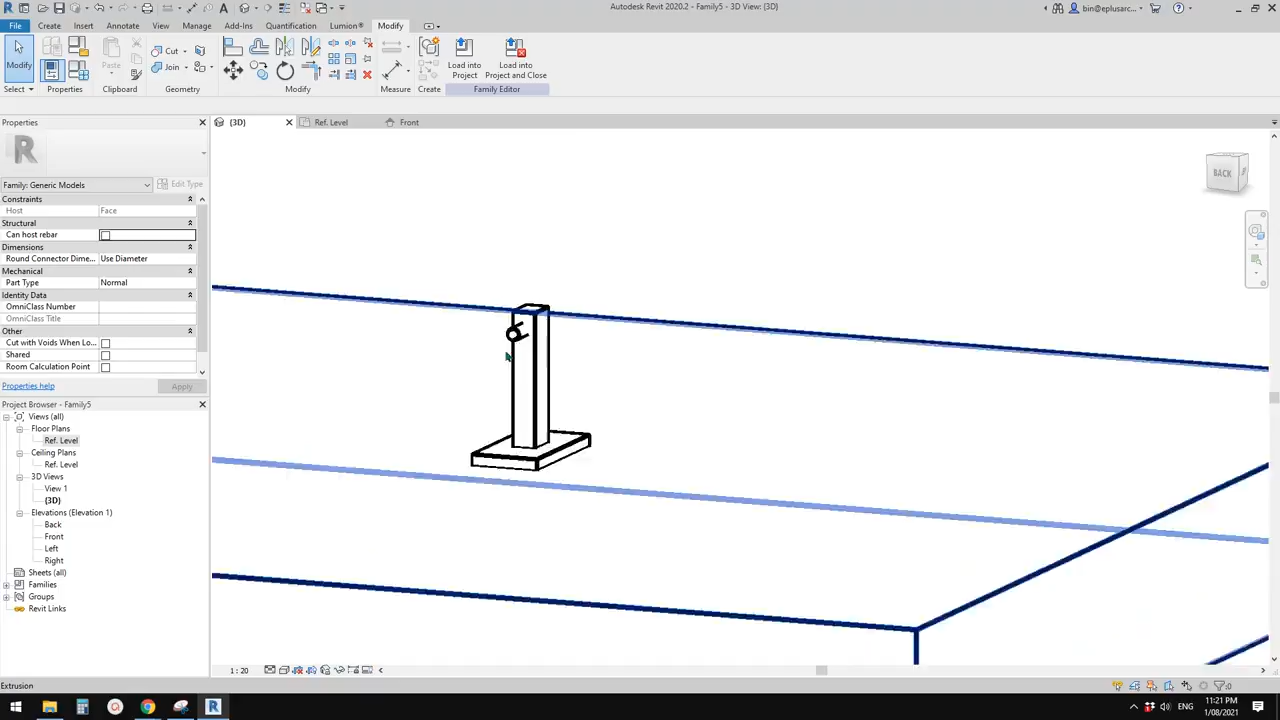 Autodesk Revit 2020.2 - Family5 - 3D View: {3D}
bin@eplusarc...
File Create Insert Annotate View Manage Add-Ins Quantification Lumion® Modify
Modify
Paste
Cut
Join
Load into Project
Load into Project and Close
Select Properties Clipboard Geometry Modify Measure Create Family Editor
Properties
{3D} Ref. Level Front
Family: Generic Models Edit Type
Constraints
Host Face
Structural
Can host rebar
Dimensions
Round Connector Dime... Use Diameter
Mechanical
Part Type Normal
Identity Data
OmniClass Number
OmniClass Title
Other
Cut with Voids When Lo...
Shared
Room Calculation Point
Properties help Apply
Project Browser - Family5
Views (all)
Floor Plans
Ref. Level
Ceiling Plans
Ref. Level
3D Views
View 1
{3D}
Elevations (Elevation 1)
Back
Front
Left
Right
Sheets (all)
Families
Groups
Revit Links
BACK
1 : 20
Extrusion
:0
ENG
11:21 PM
1/08/2021